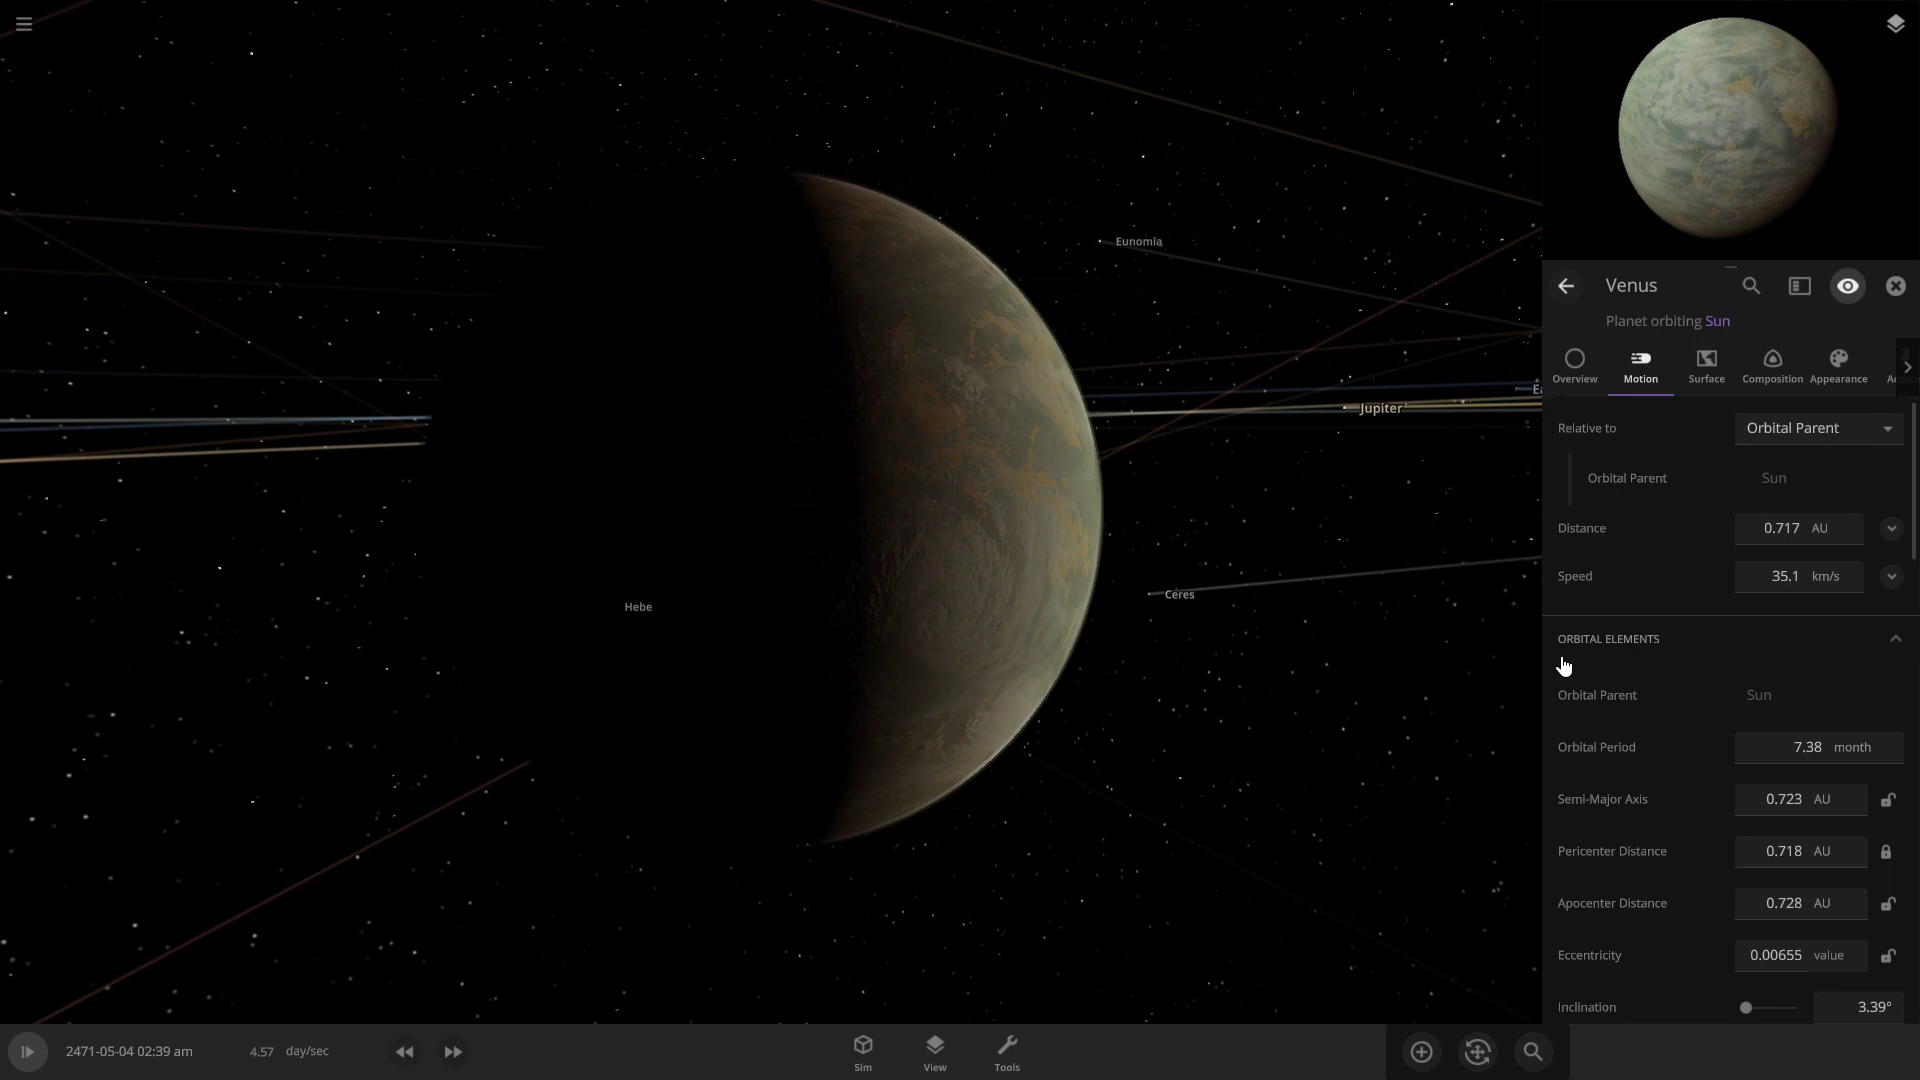 Eunomia
Jupiter
Hebe
Ceres
Venus
Planet orbiting Sun
Overview
Motion
Surface
Composition
Appearance
Relative to
Orbital Parent
Orbital Parent
Sun
Distance
0.717 AU
Speed
35.1 km/s
ORBITAL ELEMENTS
Orbital Parent
Sun
Orbital Period
7.38 month
Semi-Major Axis
0.723 AU
Pericenter Distance
0.718 AU
Apocenter Distance
0.728 AU
Eccentricity
0.00655 value
Inclination
3.39°
2471-05-04 02:39 am
4.57 day/sec
Sim
View
Tools